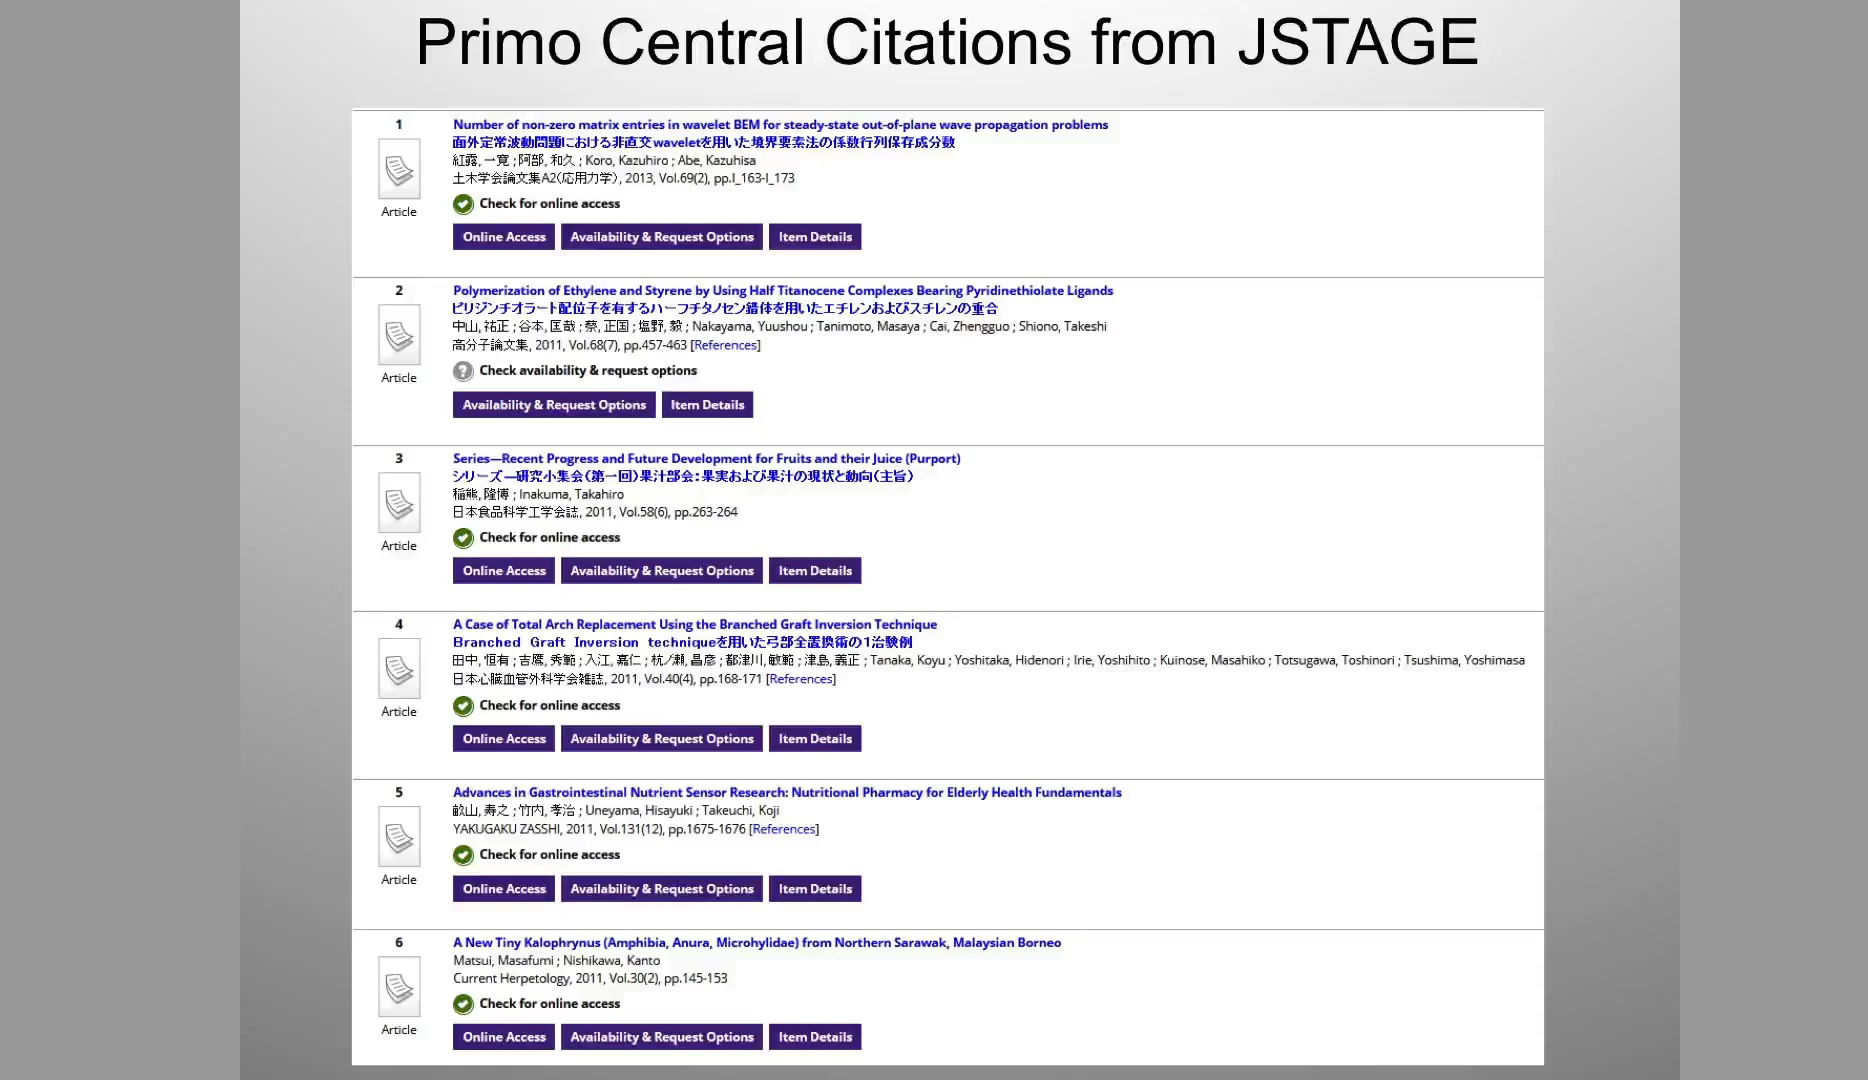 Primo Central Citations from JSTAGE
1
Number of non-zero matrix entries in wavelet BEM for steady-state out-of-plane wave propagation problems
面外定常波動問題における非直交waveletを用いた境界要素法の係数行列保存成分数
紅露, 一寛 ; 阿部, 和久 ; Koro, Kazuhiro ; Abe, Kazuhisa
土木学会論文集A2(応用力学), 2013, Vol.69(2), pp.I_163-I_173
Article
Check for online access
Online Access Availability & Request Options Item Details
2
Polymerization of Ethylene and Styrene by Using Half Titanocene Complexes Bearing Pyridinethiolate Ligands
ピリジンチオラート配位子を有するハーフチタノセン錯体を用いたエチレンおよびスチレンの重合
中山, 祐正 ; 谷本, 匡哉 ; 蔡, 正国 ; 塩野, 毅 ; Nakayama, Yuushou ; Tanimoto, Masaya ; Cai, Zhengguo ; Shiono, Takeshi
高分子論文集, 2011, Vol.68(7), pp.457-463 [References]
Article
Check availability & request options
Availability & Request Options Item Details
3
Series—Recent Progress and Future Development for Fruits and their Juice (Purport)
シリーズ―研究小集会(第一回)果汁部会:果実および果汁の現状と動向(主旨)
稲熊, 隆博 ; Inakuma, Takahiro
日本食品科学工学会誌, 2011, Vol.58(6), pp.263-264
Check for online access
Article
Online Access Availability & Request Options Item Details
4
A Case of Total Arch Replacement Using the Branched Graft Inversion Technique
Branched Graft Inversion techniqueを用いた弓部全置換術の1治験例
田中, 恒有 ; 吉鷹, 秀範 ; 入江, 嘉仁 ; 杭ノ瀬, 昌彦 ; 都津川, 敏範 ; 津島, 義正 ; Tanaka, Koyu ; Yoshitaka, Hidenori ; Irie, Yoshihito ; Kuinose, Masahiko ; Totsugawa, Toshinori ; Tsushima, Yoshimasa
日本心臓血管外科学会雑誌, 2011, Vol.40(4), pp.168-171 [References]
Check for online access
Article
Online Access Availability & Request Options Item Details
5
Advances in Gastrointestinal Nutrient Sensor Research: Nutritional Pharmacy for Elderly Health Fundamentals
畝山, 寿之 ; 竹内, 孝治 ; Uneyama, Hisayuki ; Takeuchi, Koji
YAKUGAKU ZASSHI, 2011, Vol.131(12), pp.1675-1676 [References]
Check for online access
Article
Online Access Availability & Request Options Item Details
6
A New Tiny Kalophrynus (Amphibia, Anura, Microhylidae) from Northern Sarawak, Malaysian Borneo
Matsui, Masafumi ; Nishikawa, Kanto
Current Herpetology, 2011, Vol.30(2), pp.145-153
Check for online access
Article
Online Access Availability & Request Options Item Details